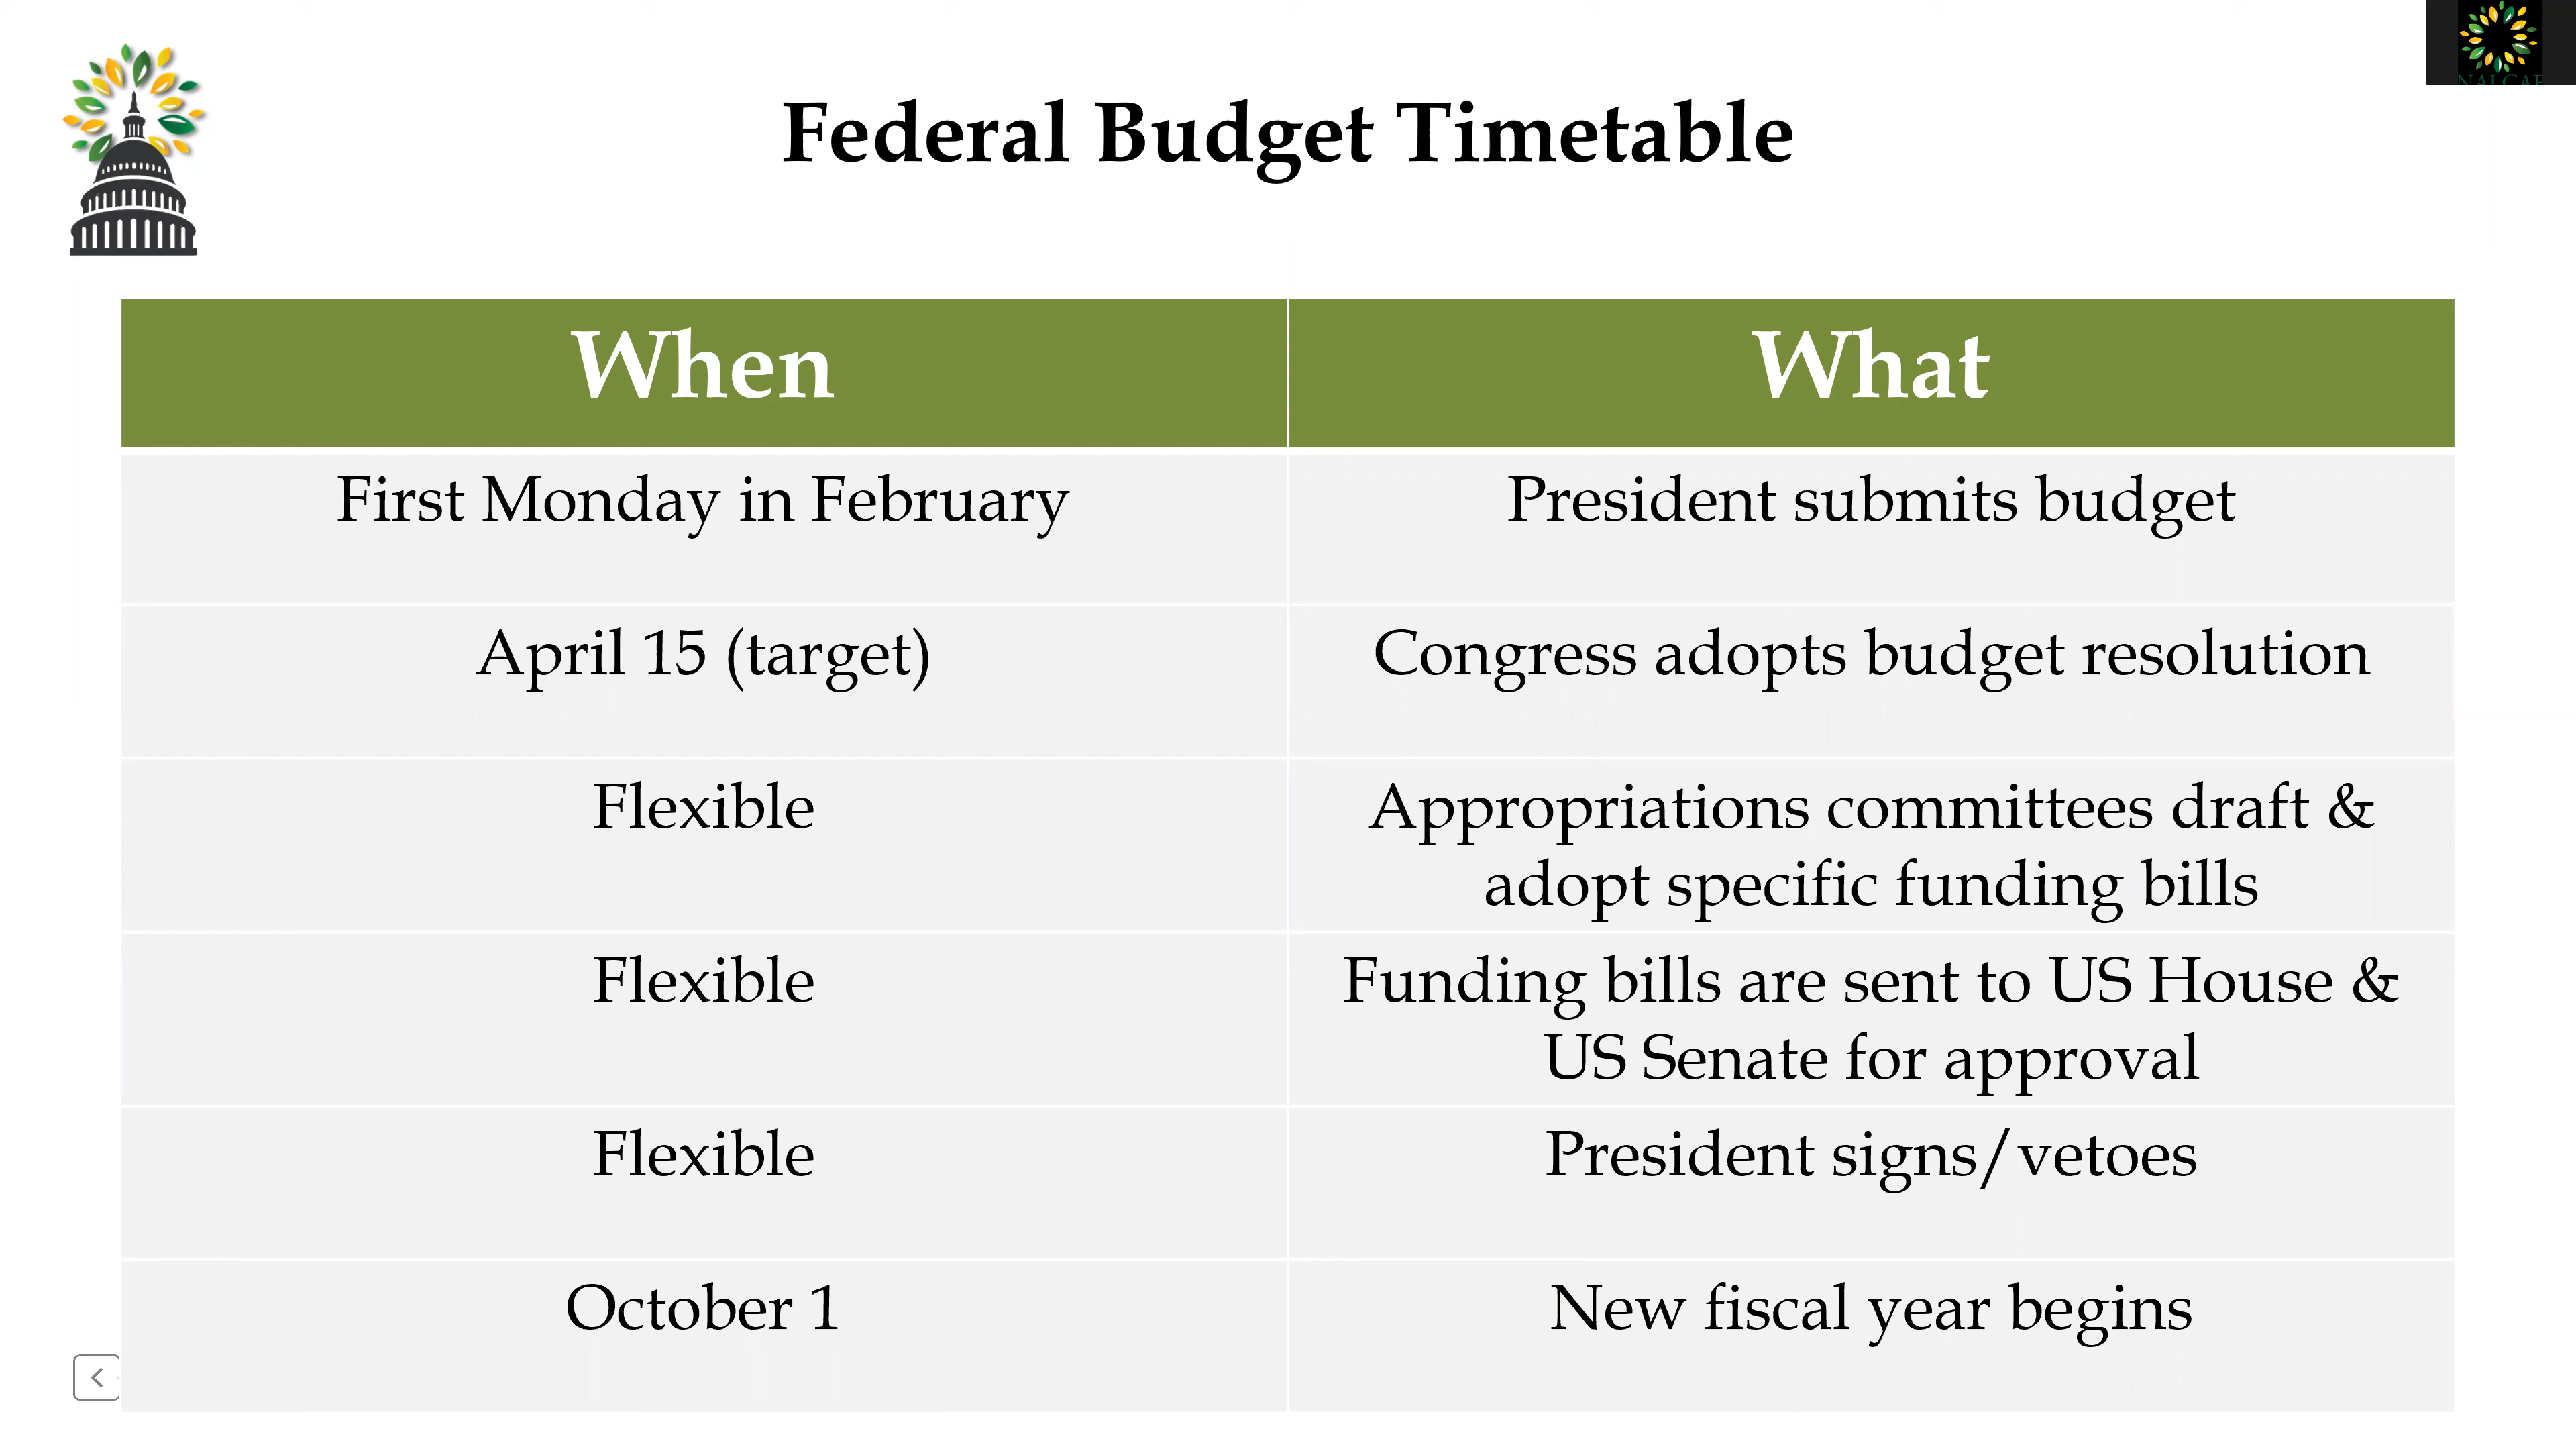 Federal Budget Timetable
When
What
First Monday in February
President submits budget
April 15 (target)
Congress adopts budget resolution
Flexible
Appropriations committees draft &
adopt specific funding bills
Flexible
Funding bills are sent to US House &
US Senate for approval
Flexible
President signs/vetoes
October 1
New fiscal year begins